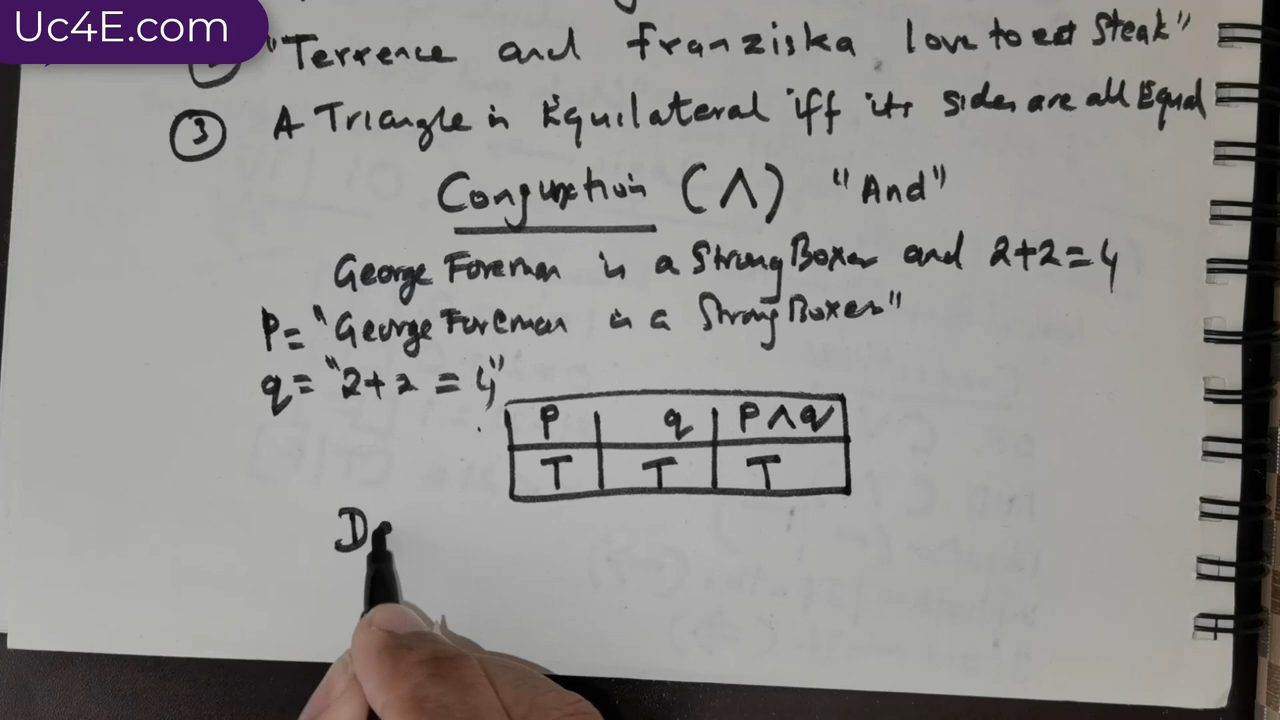 Uc4E.com
"Terrence and franziska love to eat Steak"
③ A Triangle is Equilateral iff its sides are all Equal
Conjunction (∧) "And"
George Foreman is a Strong Boxer and 2+2=4
P= "George Foreman is a Strong Boxer"
q= "2+2 = 4"
P q P∧q
T T T
D